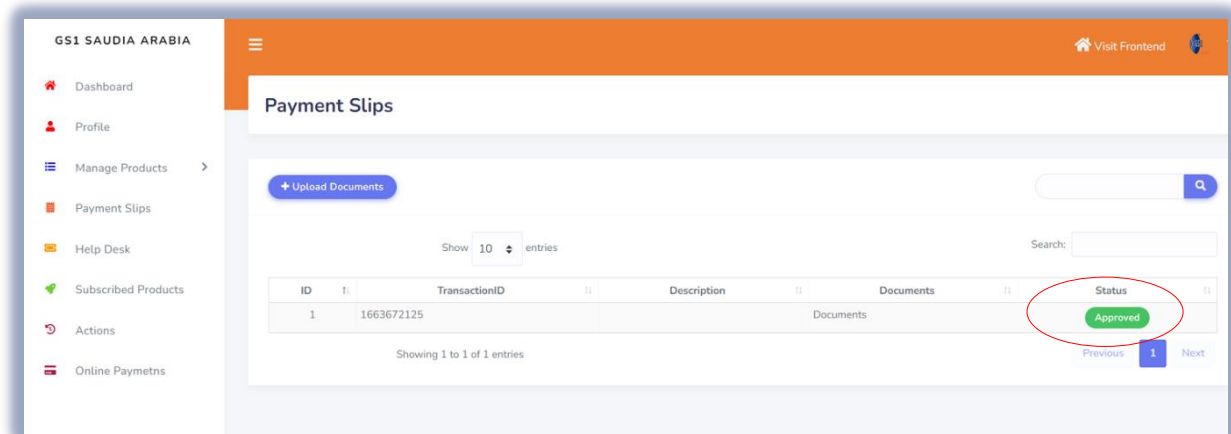 GS1 SAUDIA ARABIA
Visit Frontend
Dashboard
Profile
Manage Products
Payment Slips
Help Desk
Subscribed Products
Actions
Online Paymetns
Payment Slips
+ Upload Documents
Show 10 entries
Search:
ID TransactionID Description Documents Status
1 1663672125 Documents Approved
Showing 1 to 1 of 1 entries
Previous 1 Next